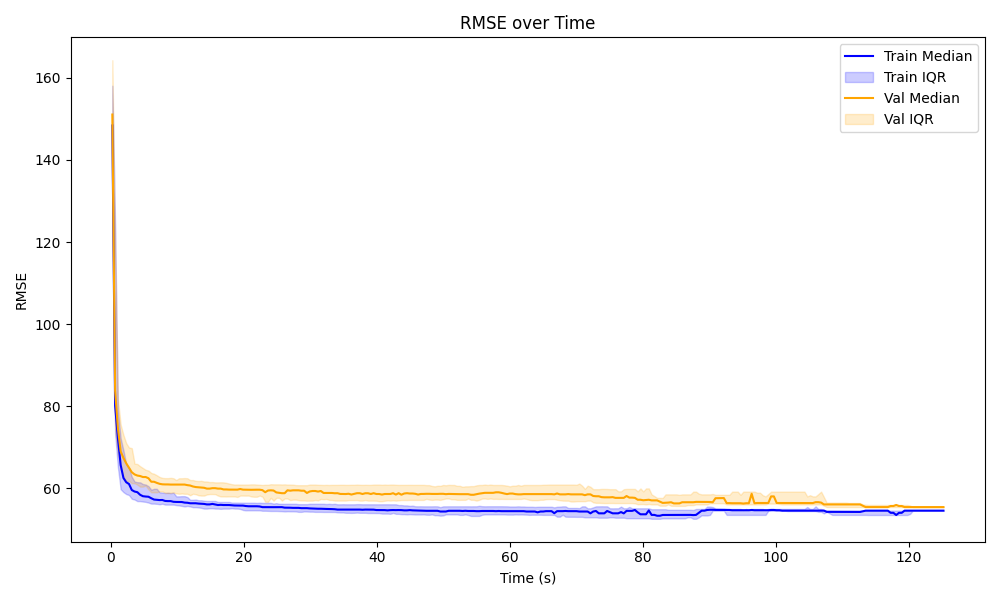 RMSE over Time
Train Median
Train IQR
Val Median
Val IQR
160
140
120
100
80
60
RMSE
0
20
40
60
80
100
120
Time (s)